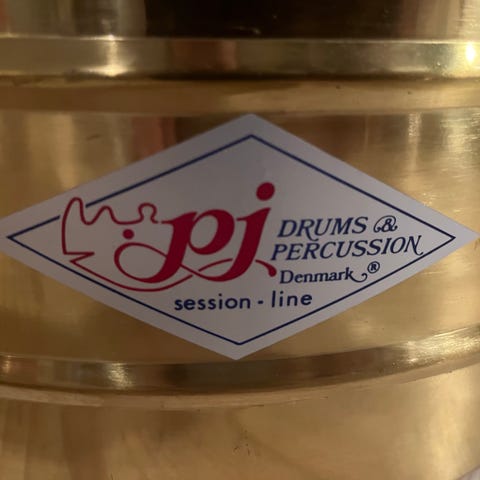 pj DRUMS &
PERCUSSION
Denmark ®
session - line